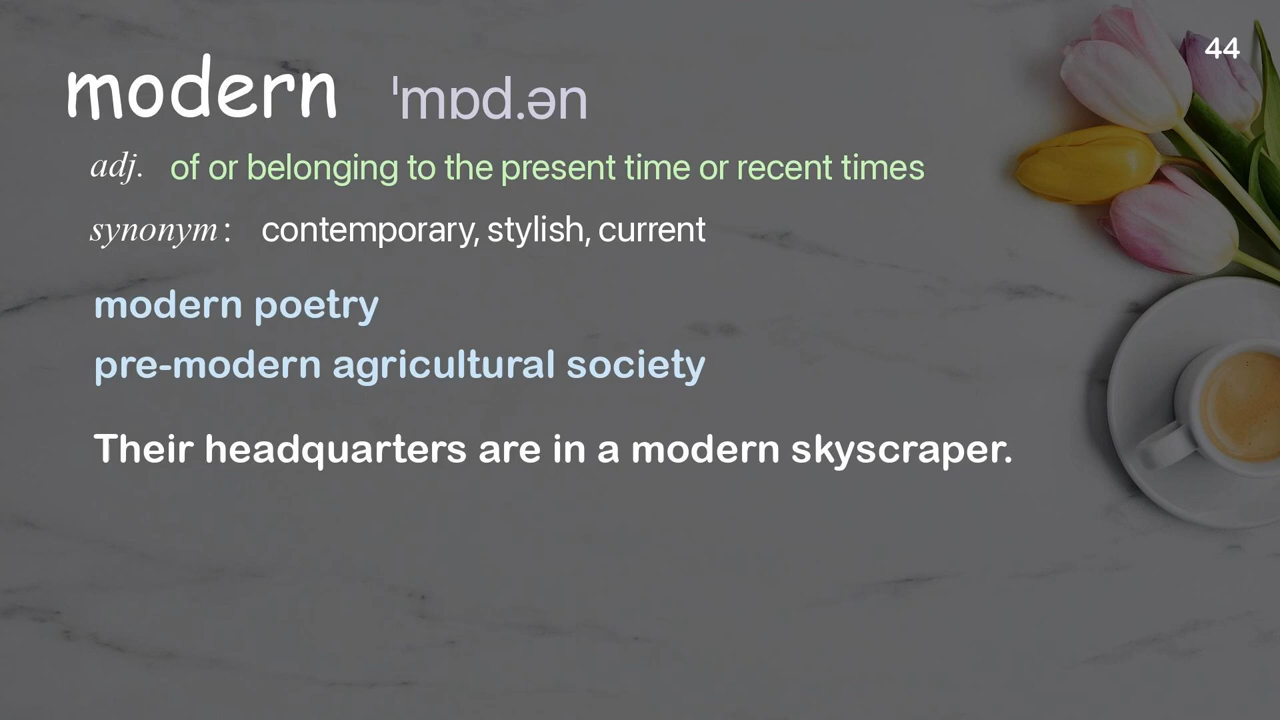 44
modern ˈmɒd.ən
adj. of or belonging to the present time or recent times
synonym: contemporary, stylish, current
modern poetry
pre-modern agricultural society
Their headquarters are in a modern skyscraper.